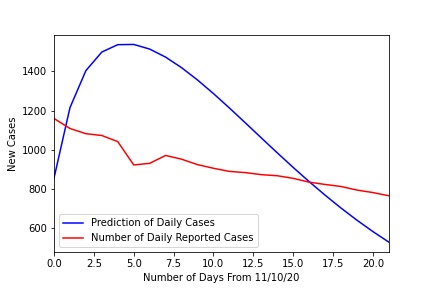 1400
1200
1000
800
600
New Cases
Prediction of Daily Cases
Number of Daily Reported Cases
0.0 2.5 5.0 7.5 10.0 12.5 15.0 17.5 20.0
Number of Days From 11/10/20